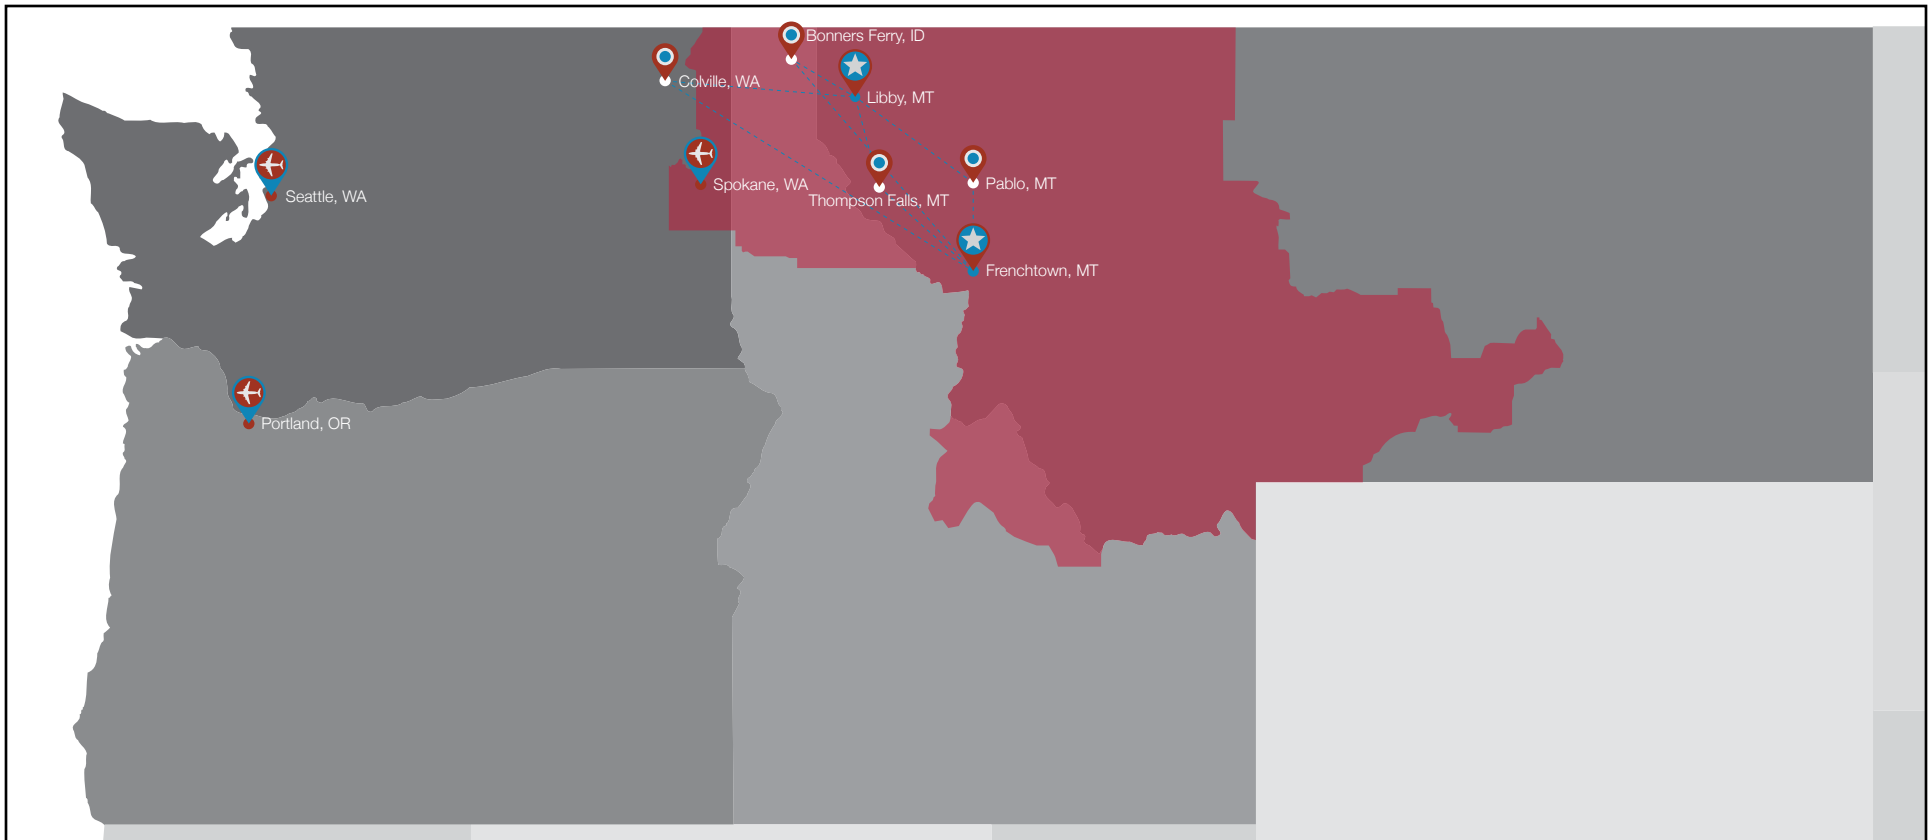 Bonners Ferry, ID
Colville, WA
Libby, MT
Spokane, WA
Pablo, MT
Seattle, WA
Thompson Falls, MT
Frenchtown, MT
Portland, OR